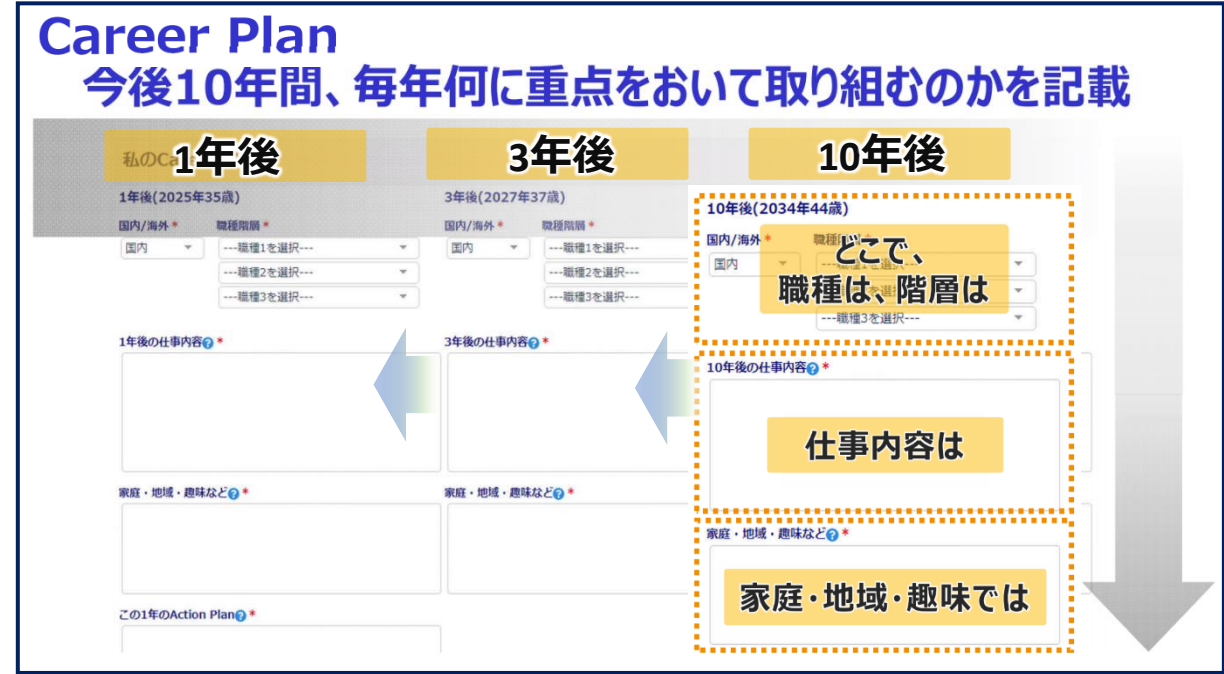 Career Plan
今後10年間、毎年何に重点をおいて取り組むのかを記載
1年後
3年後
10年後
私のCa
1年後(2025年35歳)
国内/海外* 職種階層*
国内 ---職種1を選択---
---職種2を選択---
---職種3を選択---
1年後の仕事内容? *
家庭・地域・趣味など? *
この1年のAction Plan? *
3年後(2027年37歳)
国内/海外* 職種階層*
国内 ---職種1を選択---
---職種2を選択---
---職種3を選択---
3年後の仕事内容? *
家庭・地域・趣味など? *
10年後(2034年44歳)
国内/海外* 職種
国内
どこで、
職種は、階層は
---職種3を選択---
10年後の仕事内容? *
仕事内容は
家庭・地域・趣味など? *
家庭・地域・趣味では